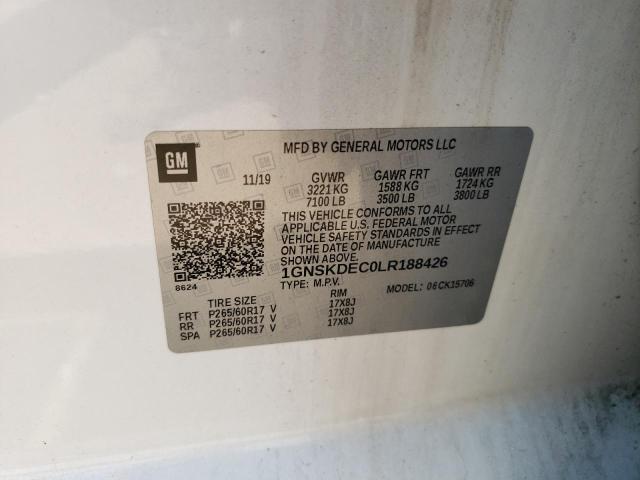 GM
MFD BY GENERAL MOTORS LLC
11/19 GVWR GAWR FRT GAWR RR
3221 KG 1588 KG 1724 KG
7100 LB 3500 LB 3800 LB
THIS VEHICLE CONFORMS TO ALL
APPLICABLE U.S. FEDERAL MOTOR
VEHICLE SAFETY STANDARDS IN EFFECT
ON THE DATE OF MANUFACTURE
SHOWN ABOVE.
1GNSKDEC0LR188426
8624
TYPE: M.P.V. MODEL: 06CK15706
TIRE SIZE RIM
FRT P265/60R17 V 17X8J
RR P265/60R17 V 17X8J
SPA P265/60R17 V 17X8J